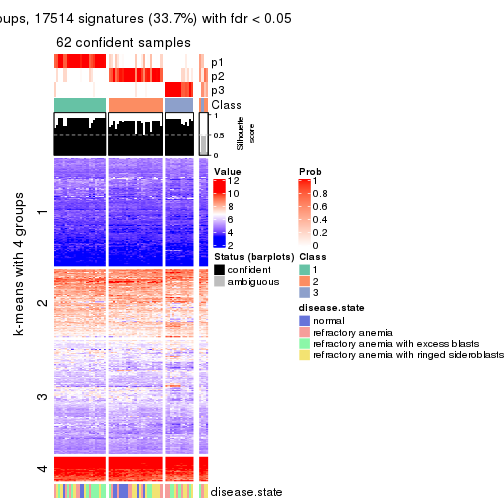 oups, 17514 signatures (33.7%) with fdr < 0.05
62 confident samples
p1
p2
p3
Class
1
0.5
0
Silhouette
score
k-means with 4 groups
1
2
3
4
disease.state
Value
12
10
8
6
4
2
Prob
1
0.8
0.6
0.4
0.2
0
Status (barplots)
confident
ambiguous
Class
1
2
3
disease.state
normal
refractory anemia
refractory anemia with excess blasts
refractory anemia with ringed sideroblasts